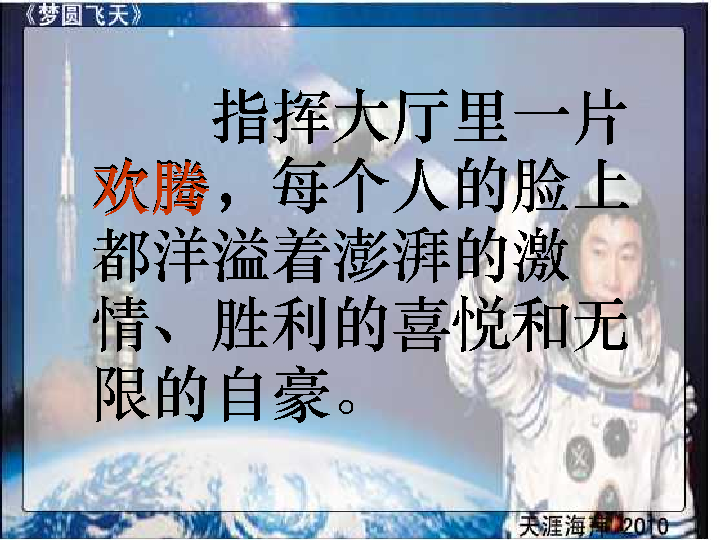 《梦圆飞天》
指挥大厅里一片
欢腾，每个人的脸上
都洋溢着澎湃的激
情、胜利的喜悦和无
限的自豪。
天涯海 2010